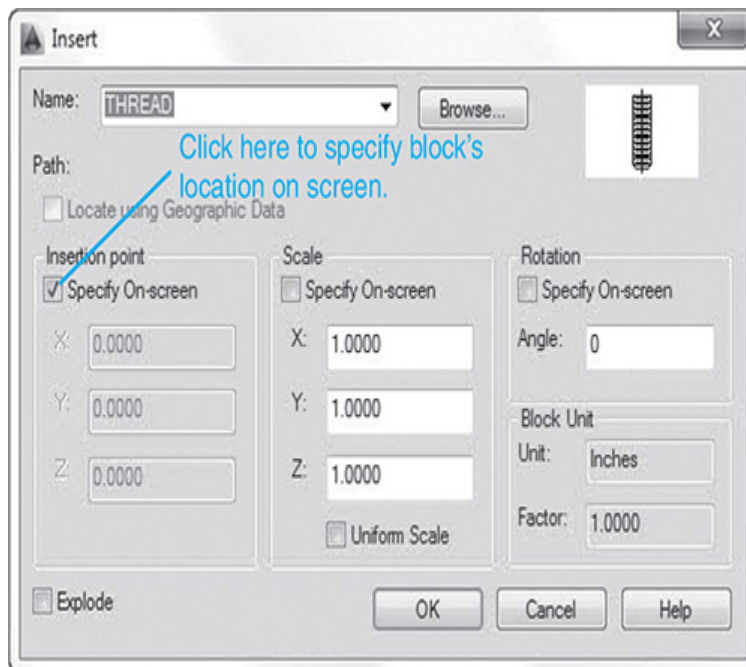 Insert
Name: THREAD Browse...
Click here to specify block's
location on screen.
Path:
Locate using Geographic Data
Insertion point Scale Rotation
Specify On-screen Specify On-screen Specify On-screen
X: 0.0000 X: 1.0000 Angle: 0
Y: 0.0000 Y: 1.0000 Block Unit
Z: 0.0000 Z: 1.0000 Unit: Inches
Uniform Scale Factor: 1.0000
Explode OK Cancel Help